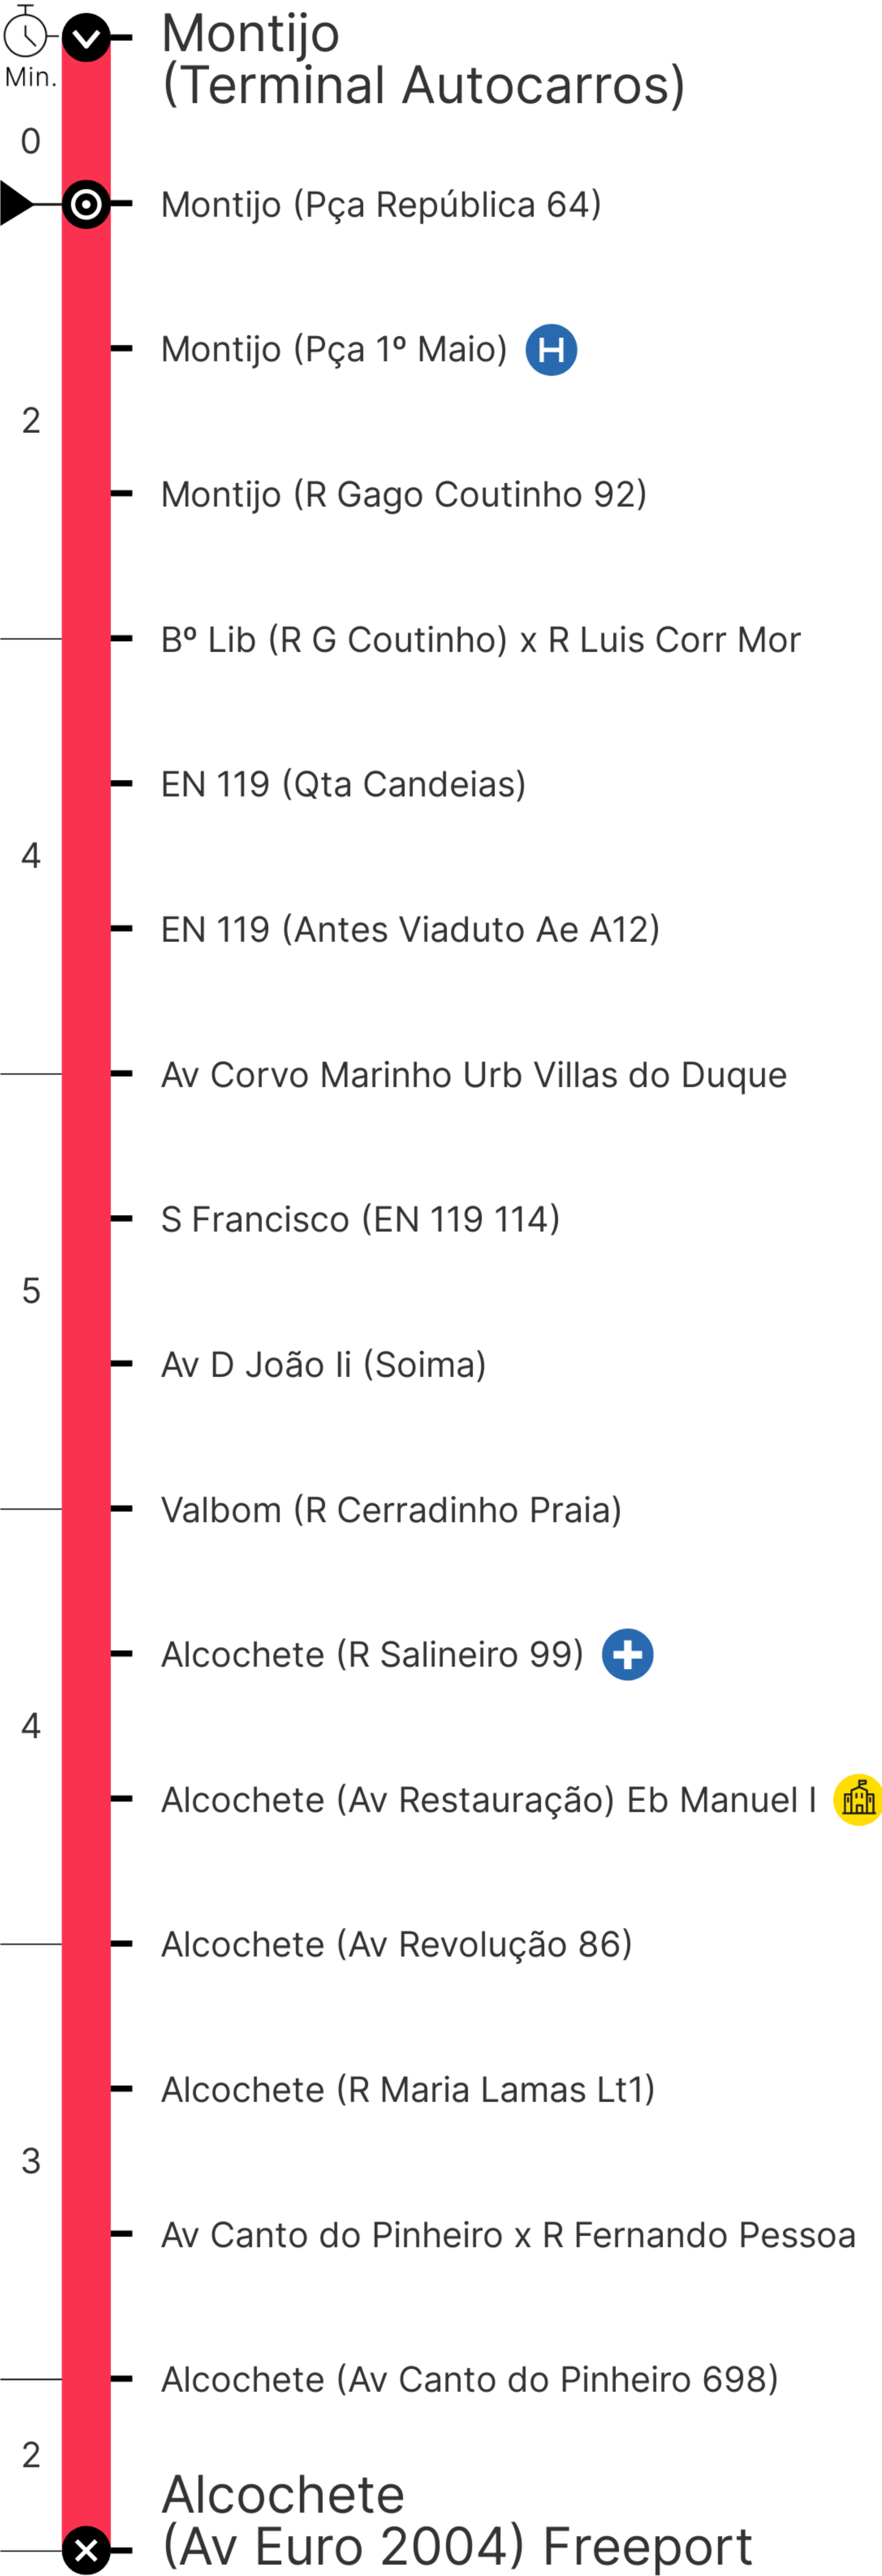 Montijo
(Terminal Autocarros)
Min.
0
Montijo (Pça República 64)
Montijo (Pça 1º Maio) H
2
Montijo (R Gago Coutinho 92)
Bº Lib (R G Coutinho) x R Luis Corr Mor
EN 119 (Qta Candeias)
4
EN 119 (Antes Viaduto Ae A12)
Av Corvo Marinho Urb Villas do Duque
S Francisco (EN 119 114)
5
Av D João Ii (Soima)
Valbom (R Cerradinho Praia)
Alcochete (R Salineiro 99)
4
Alcochete (Av Restauração) Eb Manuel I
Alcochete (Av Revolução 86)
Alcochete (R Maria Lamas Lt1)
3
Av Canto do Pinheiro x R Fernando Pessoa
Alcochete (Av Canto do Pinheiro 698)
2
Alcochete
(Av Euro 2004) Freeport